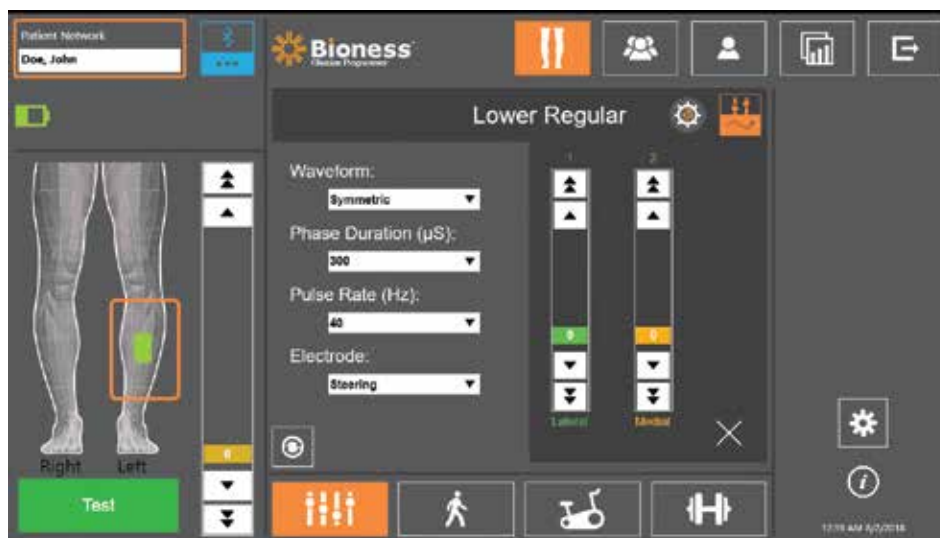 Patient Network
Doe, John
Bioness
Clinician Programmer
Lower Regular
Waveform:
Symmetric
Phase Duration (µS):
300
Pulse Rate (Hz):
40
Electrode:
Steering
1
2
0
0
Lateral
Medial
Right
Left
0
Test